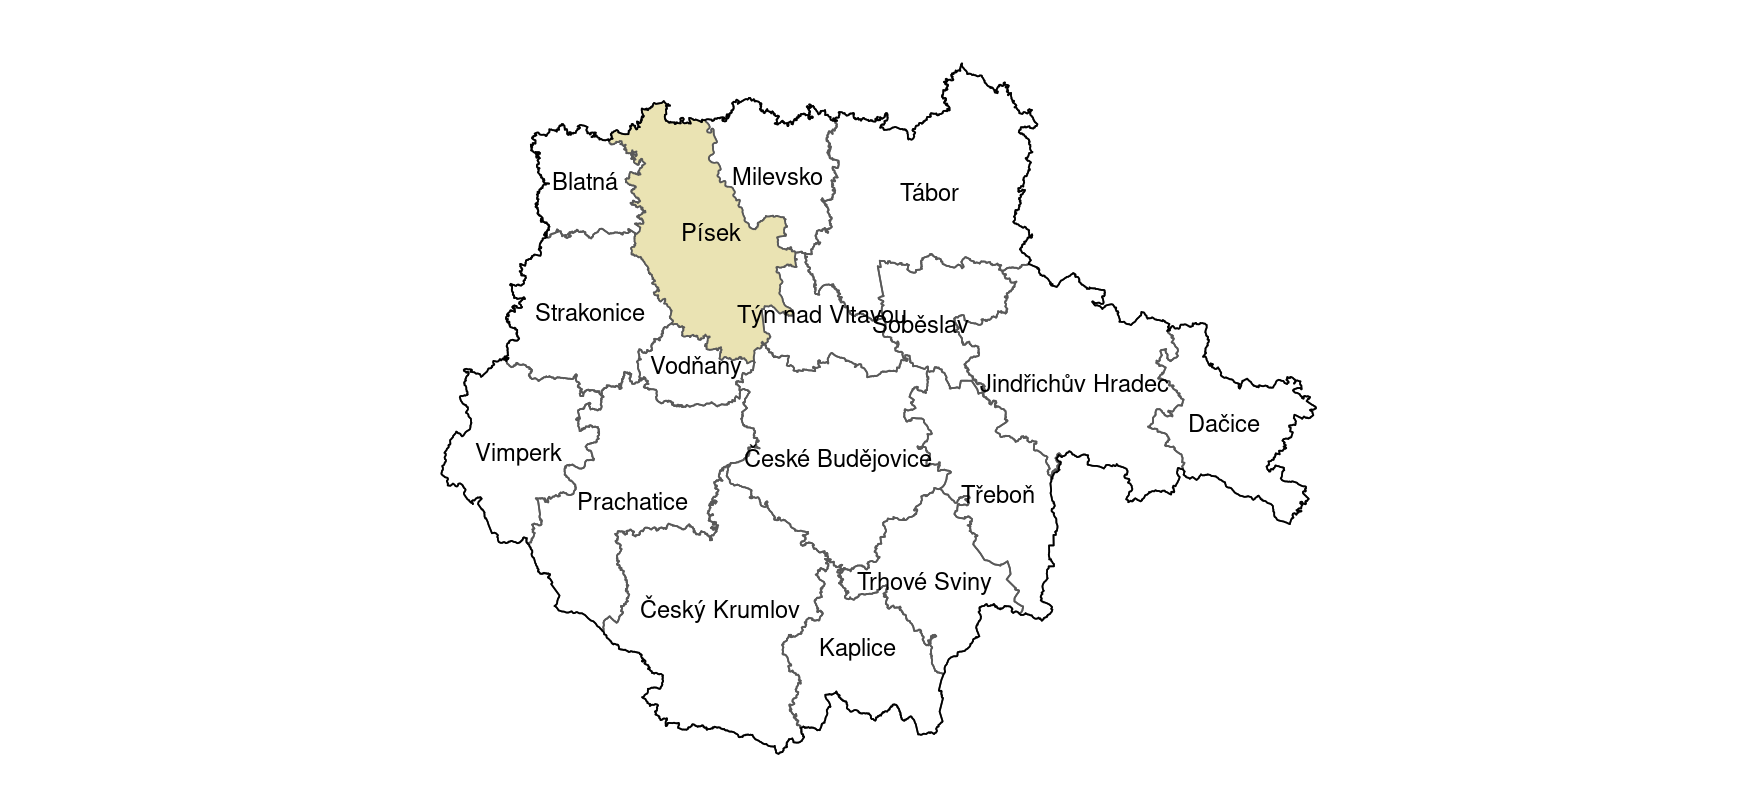 Milevsko
Blatná
Tábor
Písek
Strakonice
Týn nad Vltavou
Soběslav
Vodňany
Jindřichův Hradec
Dačice
Vimperk
České Budějovice
Třeboň
Prachatice
Trhové Sviny
Český Krumlov
Kaplice